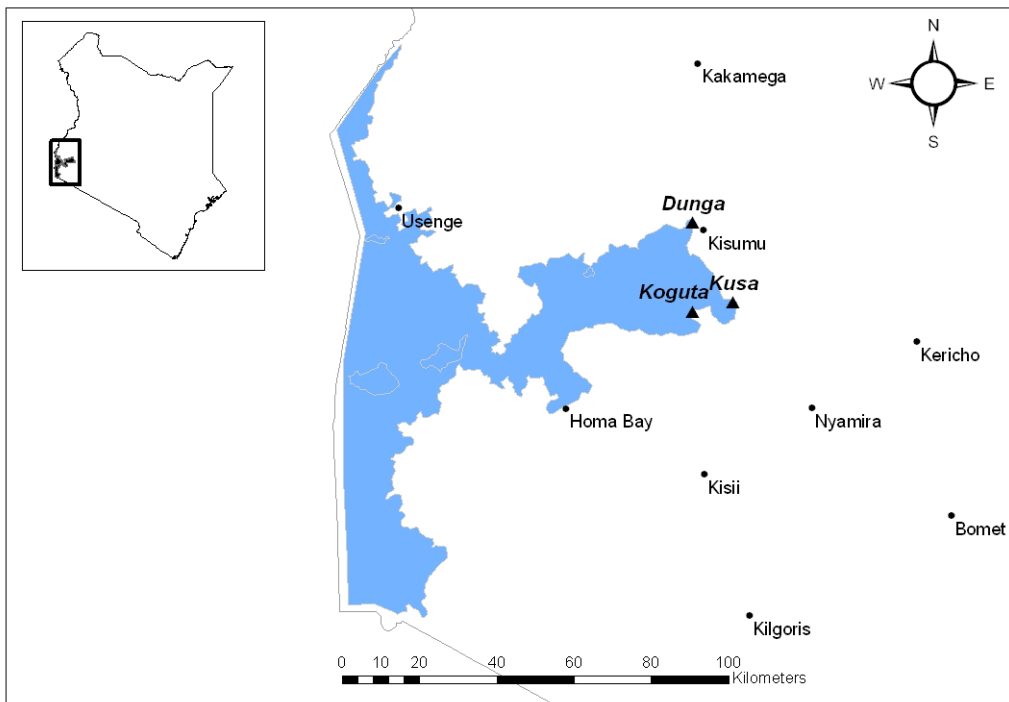 N
Kakamega
W E
S
Dunga
Usenge
Kisumu
Kusa
Koguta
Kericho
Homa Bay
Nyamira
Kisii
Bomet
Kilgoris
0 10 20 40 60 80 100
Kilometers